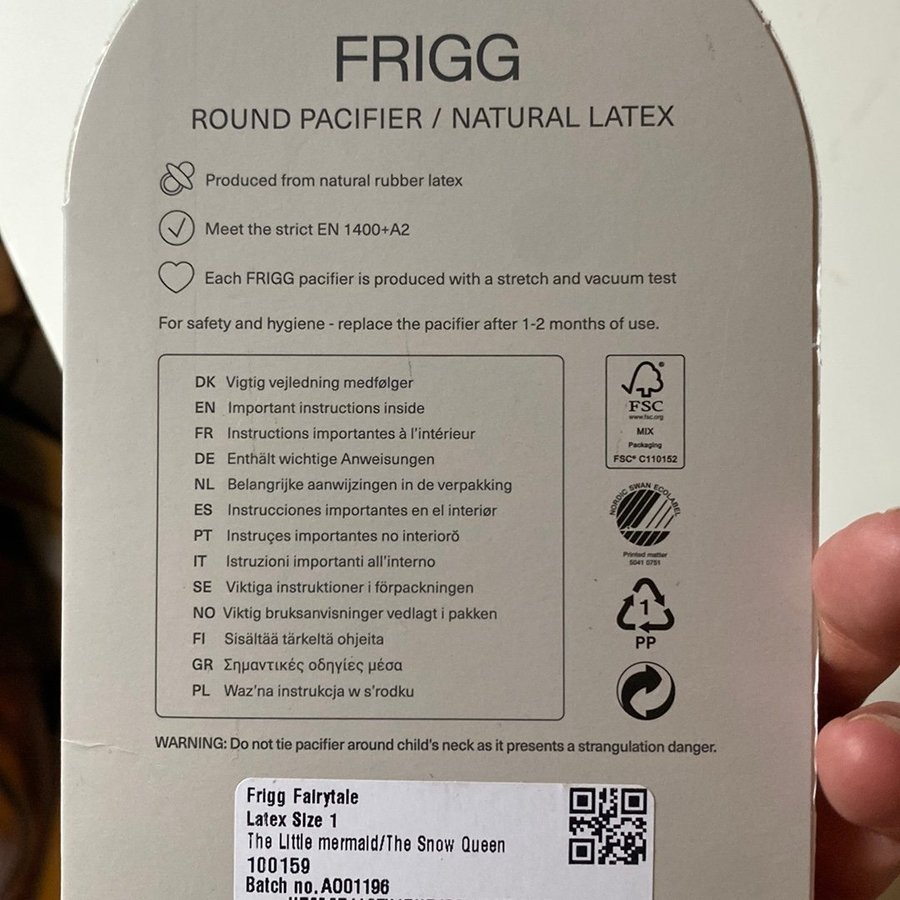 FRIGG
ROUND PACIFIER / NATURAL LATEX
Produced from natural rubber latex
Meet the strict EN 1400+A2
Each FRIGG pacifier is produced with a stretch and vacuum test
For safety and hygiene - replace the pacifier after 1-2 months of use.
DK Vigtig vejledning medfølger
EN Important instructions inside
FR Instructions importantes à l'intérieur
DE Enthält wichtige Anweisungen
NL Belangrijke aanwijzingen in de verpakking
ES Instrucciones importantes en el interiør
PT Instruçes importantes no interiorõ
IT Istruzioni importanti all'interno
SE Viktiga instruktioner i förpackningen
NO Viktig bruksanvisninger vedlagt i pakken
FI Sisältää tärkeltä ohjeita
GR Σημαντικές οδηγίες μέσα
PL Waz'na instrukcja w s'rodku
FSC®
www.fsc.org
MIX
Packaging
FSC® C110152
NORDIC SWAN ECOLABEL
Printed matter
5041 0751
1
PP
WARNING: Do not tie pacifier around child's neck as it presents a strangulation danger.
Frigg Fairytale
Latex Size 1
The Little mermaid/The Snow Queen
100159
Batch no. A001196